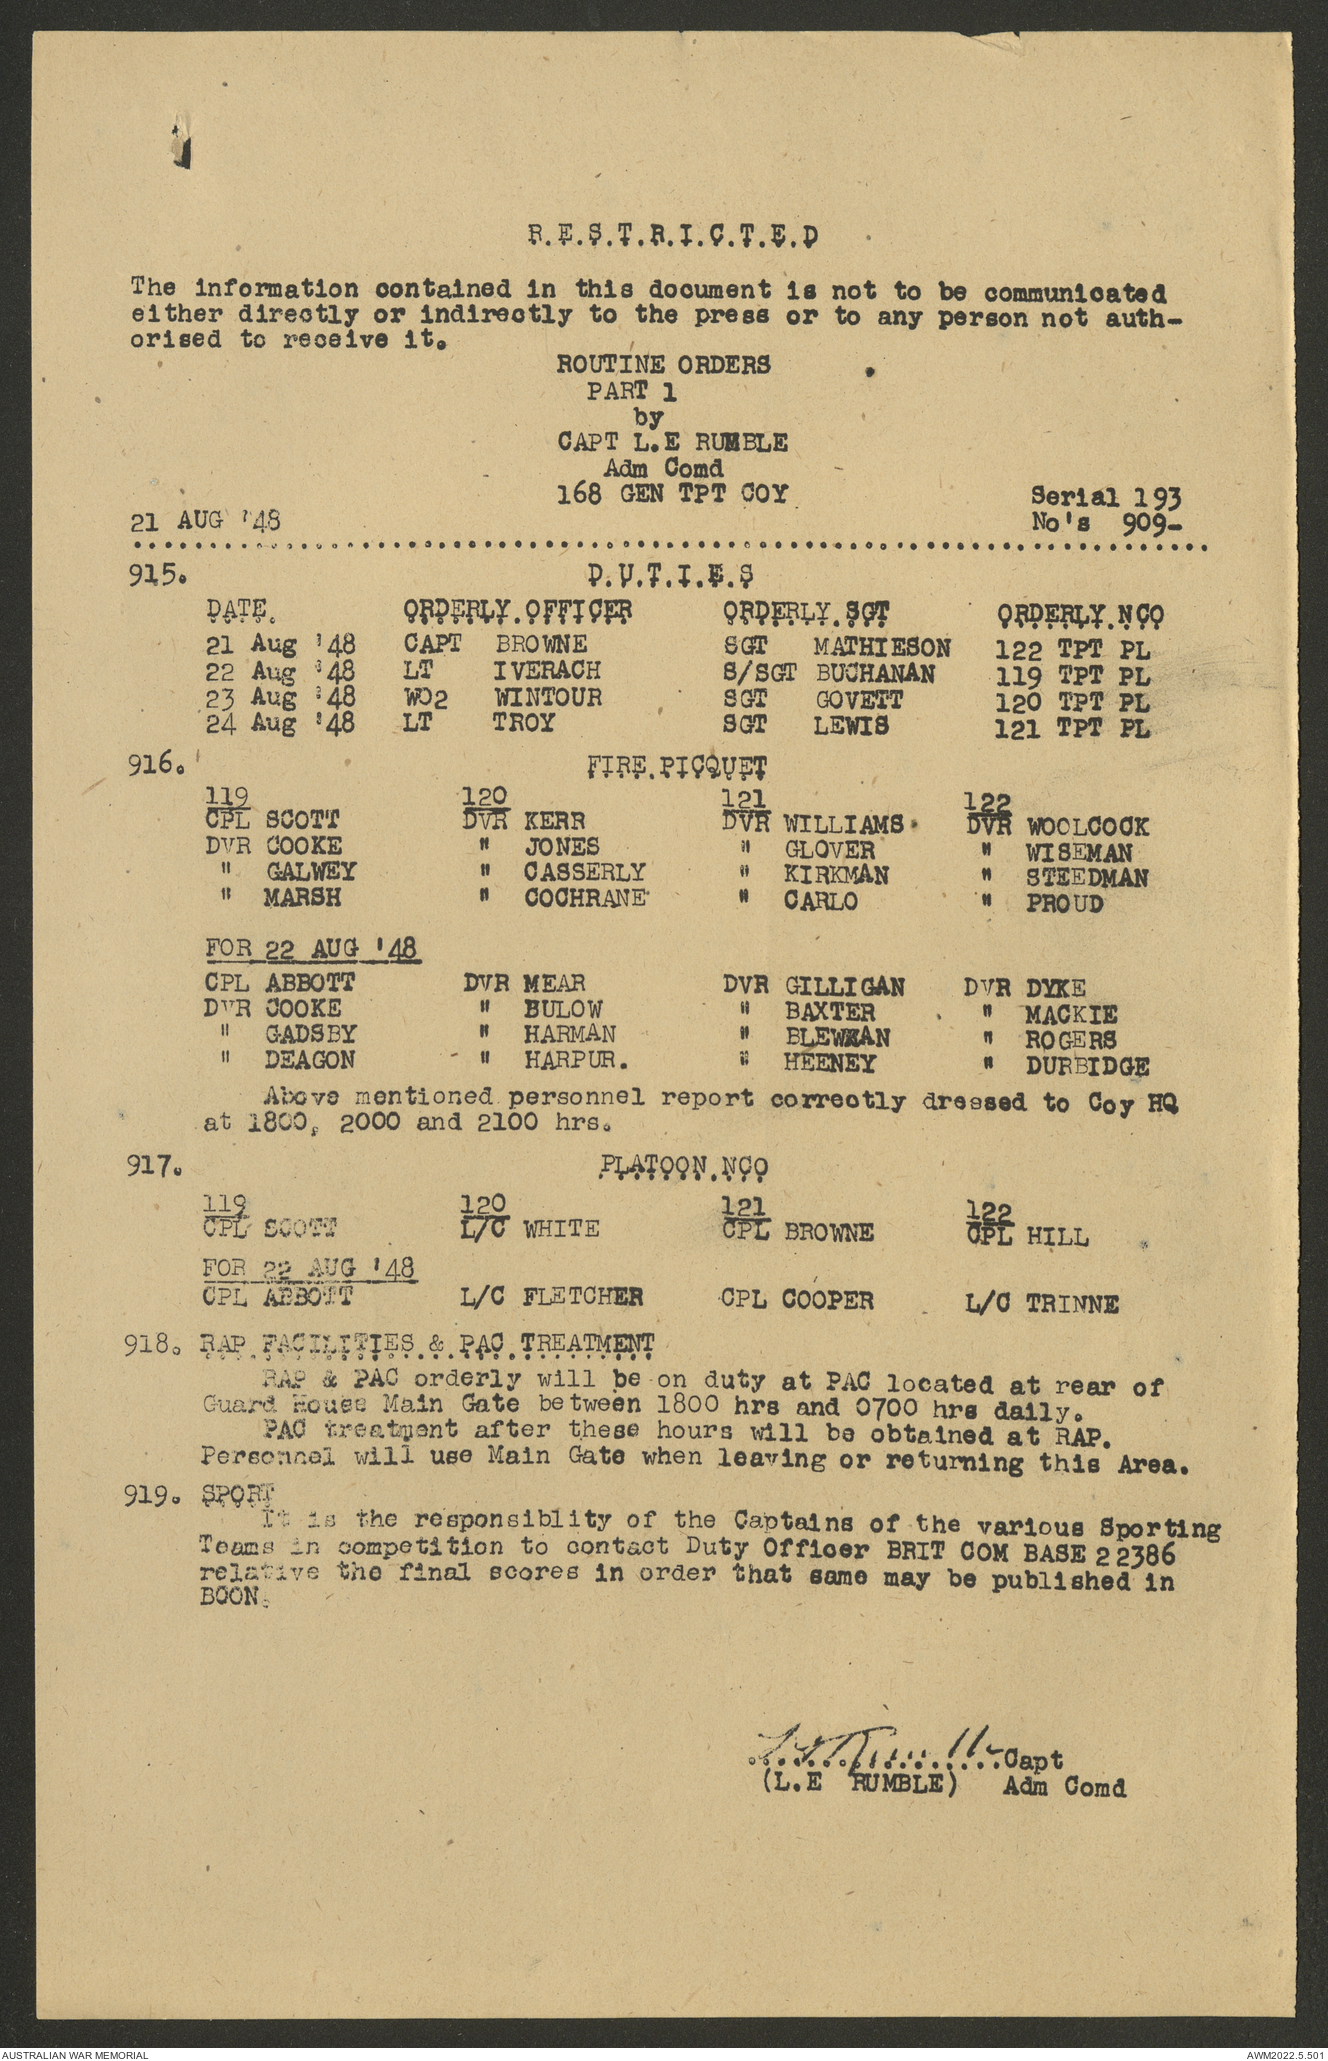 R.E.S.T.R.I.C.T.E.D
The information contained in this document is not to be communicated
either directly or indirectly to the press or to any person not auth-
orised to receive it.
ROUTINE ORDERS
PART 1
by
CAPT L.E RUMBLE
Adm Comd
168 GEN TPT COY
Serial 193
21 AUG '48
No's 909-
915.
D.U.T.I.E.S
DATE. ORDERLY.OFFICER ORDERLY.SGT ORDERLY.NCO
21 Aug '48 CAPT BROWNE SGT MATHIESON 122 TPT PL
22 Aug '48 LT IVERACH S/SGT BUCHANAN 119 TPT PL
23 Aug '48 WO2 WINTOUR SGT GOVETT 120 TPT PL
24 Aug '48 LT TROY SGT LEWIS 121 TPT PL
916. FIRE.PICQUET
119 120 121 122
CPL SCOTT DVR KERR DVR WILLIAMS DVR WOOLCOCK
DVR COOKE " JONES " GLOVER " WISEMAN
" GALWEY " CASSERLY " KIRKMAN " STEEDMAN
" MARSH " COCHRANE " CARLO " PROUD
FOR 22 AUG '48
CPL ABBOTT DVR MEAR DVR GILLIGAN DVR DYKE
DVR COOKE " BULOW " BAXTER " MACKIE
" GADSBY " HARMAN " " ROGERS
" DEAGON " HARPUR. " HEENEY " DURBIDGE
Above mentioned personnel report correctly dressed to Coy HQ
at 1800, 2000 and 2100 hrs.
917. PLATOON.NCO
119 120 121 122
CPL SCOTT L/C WHITE CPL BROWNE CPL HILL
FOR 22 AUG '48
CPL ABBOTT L/C FLETCHER CPL COOPER L/C TRINNE
918. RAP.FACILITIES.&.PAC.TREATMENT
RAP & PAC orderly will be on duty at PAC located at rear of
Guard House Main Gate between 1800 hrs and 0700 hrs daily.
PAC treatment after these hours will be obtained at RAP.
Personnel will use Main Gate when leaving or returning this Area.
919. SPORT
It is the responsiblity of the Captains of the various Sporting
Teams in competition to contact Duty Officer BRIT COM BASE 2 2386
relative the final scores in order that same may be published in
BCON.
Capt
(L.E RUMBLE) Adm Comd
AUSTRALIAN WAR MEMORIAL
AWM2022.5.501